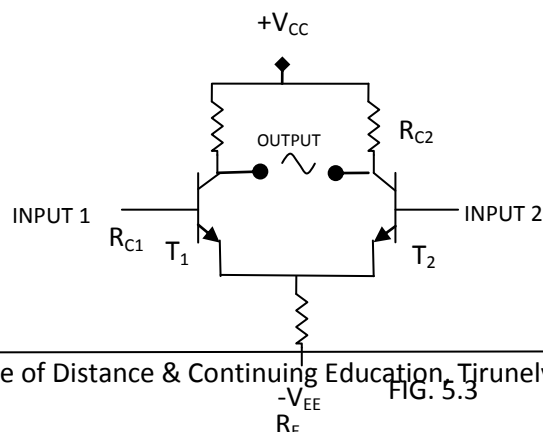 +VCC
OUTPUT
RC2
INPUT 1
INPUT 2
RC1
T1
T2
e of Distance & Continuing Education, Tirunelv
FIG. 5.3
-VEE
RE